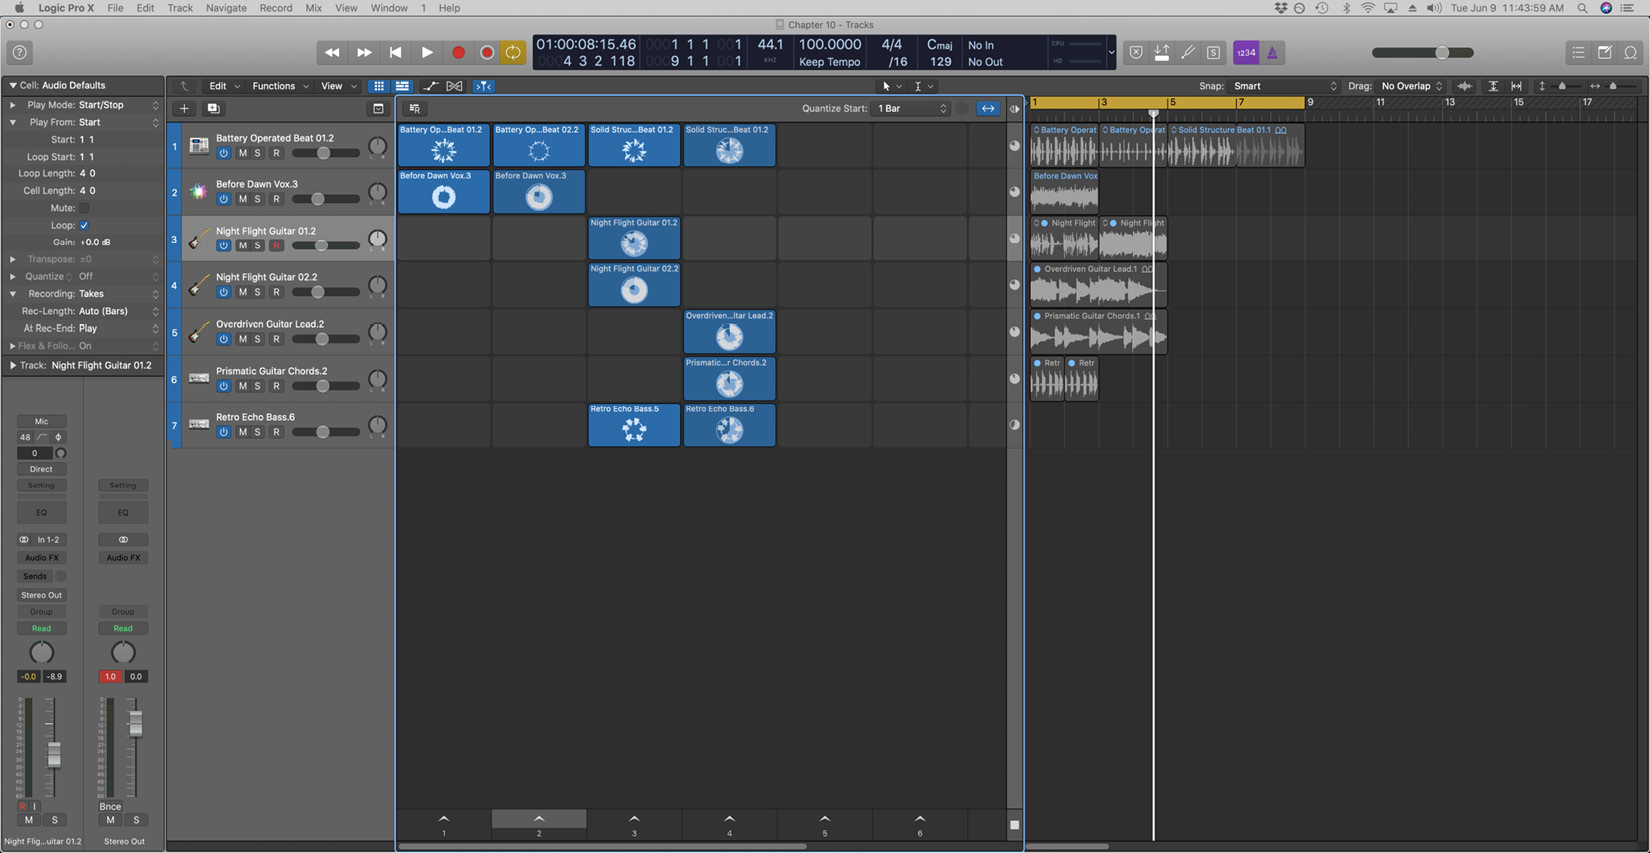 Logic Pro X File Edit Track Navigate Record Mix View Window 1 Help
Tue Jun 9 11:43:59 AM
Chapter 10 - Tracks
01:00:08:15.46 0001 1 1 001 44.1 100.0000 4/4 Cmaj No In CPU
00 4 3 2 118 009 1 1 001 KHZ Keep Tempo /16 129 No Out HD
S 1234
Cell: Audio Defaults
Edit Functions View
Snap: Smart
Drag: No Overlap
Play Mode: Start/Stop
Play From: Start
Start: 1 1
Loop Start: 1 1
Loop Length: 4 0
Cell Length: 4 0
Mute:
Loop:
Gain: +0.0 dB
Transpose: ±0
Quantize Off
Recording: Takes
Rec-Length: Auto (Bars)
At Rec-End: Play
Flex & Follo... On
Track: Night Flight Guitar 01.2
Quantize Start: 1 Bar
1 3 5 7 9 11 13 15 17
1 Battery Operated Beat 01.2
M S R
2 Before Dawn Vox.3
M S R
3 Night Flight Guitar 01.2
M S R
4 Night Flight Guitar 02.2
M S R
5 Overdriven Guitar Lead.2
M S R
6 Prismatic Guitar Chords.2
M S R
7 Retro Echo Bass.6
M S R
Battery Op...Beat 01.2 Battery Op...Beat 02.2 Solid Struc...Beat 01.2 Solid Struc...Beat 01.2
Before Dawn Vox.3 Before Dawn Vox.3
Night Flight Guitar 01.2
Night Flight Guitar 02.2
Overdriven...itar Lead.2
Prismatic...r Chords.2
Retro Echo Bass.5 Retro Echo Bass.6
Battery Operat Battery Operat Solid Structure Beat 01.1
Before Dawn Vox
Night Flight Night Flight
Overdriven Guitar Lead.1
Prismatic Guitar Chords.1
Retr Retr
1 2 3 4 5 6
Mic
48
0
Direct
Setting Setting
EQ EQ
In 1-2
Audio FX Audio FX
Sends
Stereo Out
Group Group
Read Read
-0.0 -8.9 1.0 0.0
R I Bnce
M S M S
Night Flig...uitar 01.2 Stereo Out